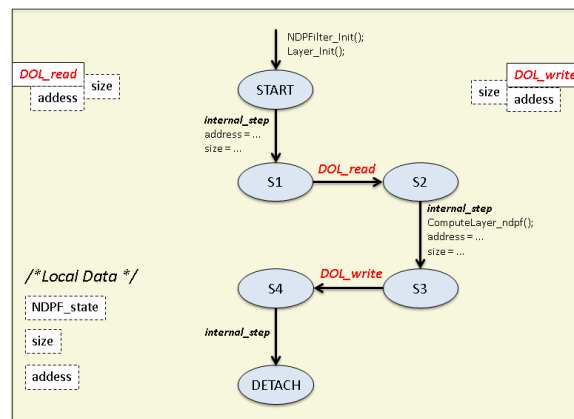 NDPFilter_Init();
Layer_Init();
DOL_read
size
addess
DOL_write
size
addess
START
internal_step
address = ...
size = ...
S1
DOL_read
S2
internal_step
ComputeLayer_ndpf();
address = ...
size = ...
/*Local Data */
S4
DOL_write
S3
NDPF_state
internal_step
size
addess
DETACH